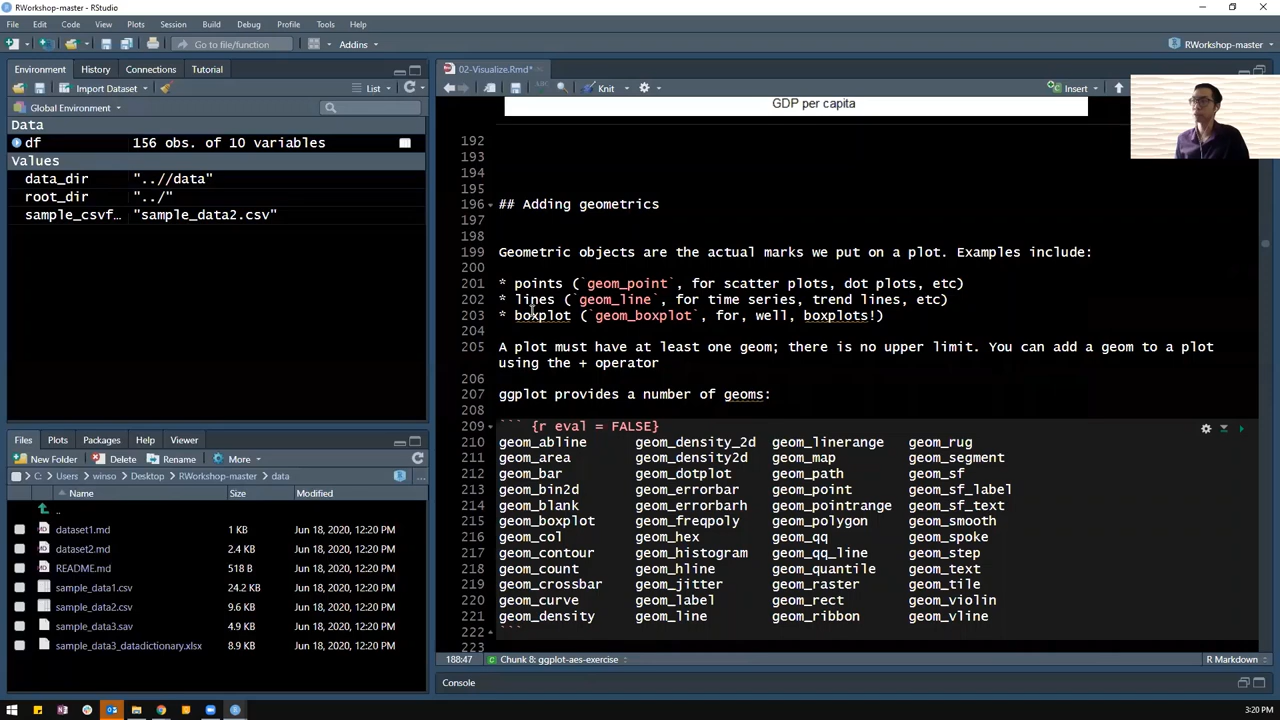 RWorkshop-master - RStudio
File Edit Code View Plots Session Build Debug Profile Tools Help
Go to file/function Addins RWorkshop-master
Environment History Connections Tutorial
Import Dataset List
Global Environment
Data
df 156 obs. of 10 variables
Values
data_dir "..//data"
root_dir "../"
sample_csvf… "sample_data2.csv"
Files Plots Packages Help Viewer
New Folder Delete Rename More
C: Users winso Desktop RWorkshop-master data
Name Size Modified
..
dataset1.md 1 KB Jun 18, 2020, 12:20 PM
dataset2.md 2.4 KB Jun 18, 2020, 12:20 PM
README.md 518 B Jun 18, 2020, 12:20 PM
sample_data1.csv 24.2 KB Jun 18, 2020, 12:20 PM
sample_data2.csv 9.6 KB Jun 18, 2020, 12:20 PM
sample_data3.sav 4.9 KB Jun 18, 2020, 12:20 PM
sample_data3_datadictionary.xlsx 8.9 KB Jun 18, 2020, 12:20 PM
02-Visualize.Rmd*
Knit Insert
GDP per capita
192
193
194
195
196 ## Adding geometrics
197
198
199 Geometric objects are the actual marks we put on a plot. Examples include:
200
201 * points (`geom_point`, for scatter plots, dot plots, etc)
202 * lines (`geom_line`, for time series, trend lines, etc)
203 * boxplot (`geom_boxplot`, for, well, boxplots!)
204
205 A plot must have at least one geom; there is no upper limit. You can add a geom to a plot
using the + operator
206
207 ggplot provides a number of geoms:
208
209 ``` {r eval = FALSE}
210 geom_abline geom_density_2d geom_linerange geom_rug
211 geom_area geom_density2d geom_map geom_segment
212 geom_bar geom_dotplot geom_path geom_sf
213 geom_bin2d geom_errorbar geom_point geom_sf_label
214 geom_blank geom_errorbarh geom_pointrange geom_sf_text
215 geom_boxplot geom_freqpoly geom_polygon geom_smooth
216 geom_col geom_hex geom_qq geom_spoke
217 geom_contour geom_histogram geom_qq_line geom_step
218 geom_count geom_hline geom_quantile geom_text
219 geom_crossbar geom_jitter geom_raster geom_tile
220 geom_curve geom_label geom_rect geom_violin
221 geom_density geom_line geom_ribbon geom_vline
222 ```
223
188:47 Chunk 8: ggplot-aes-exercise R Markdown
Console
3:20 PM